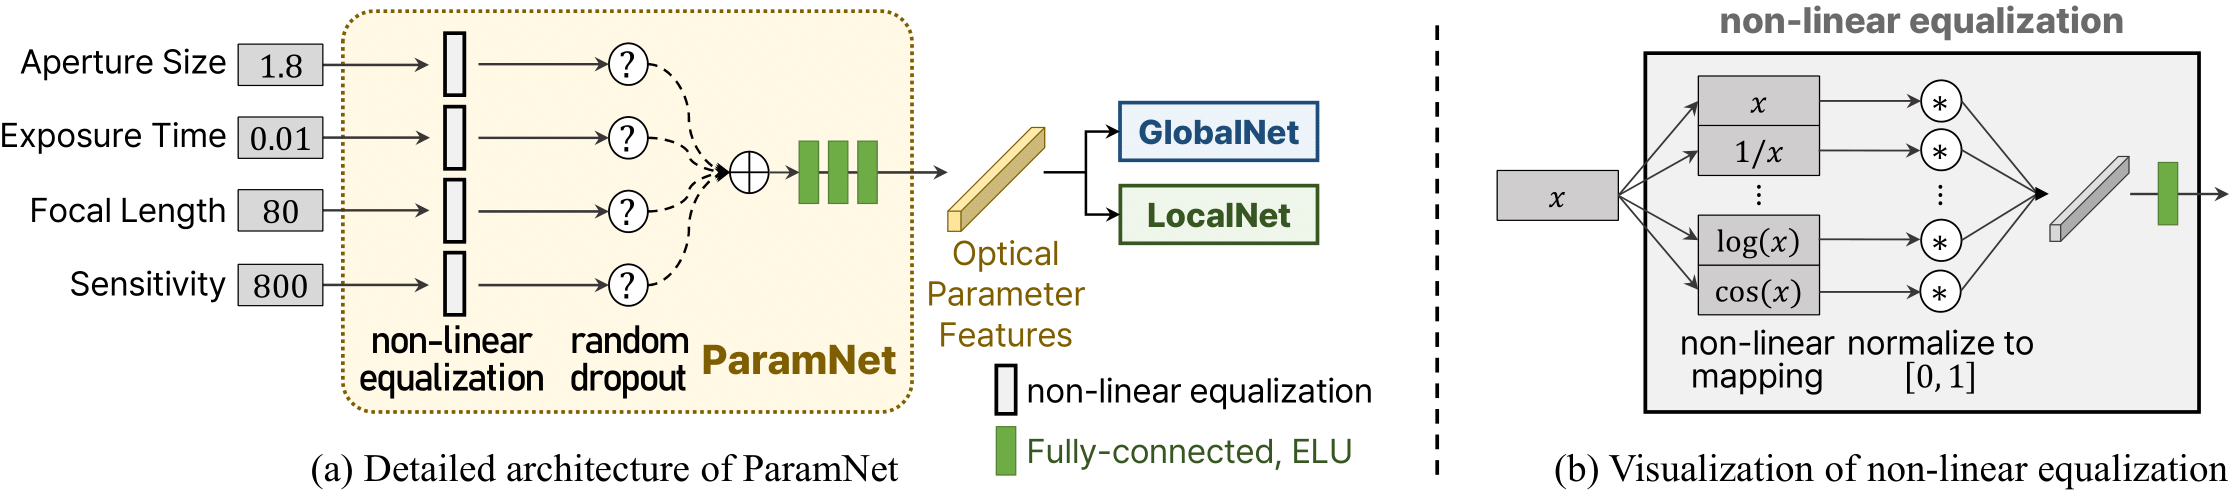 Aperture Size 1.8
Exposure Time 0.01
Focal Length 80
Sensitivity 800
?
?
?
?
non-linear
equalization
random
dropout
ParamNet
Optical
Parameter
Features
GlobalNet
LocalNet
non-linear equalization
Fully-connected, ELU
(a) Detailed architecture of ParamNet
non-linear equalization
x
x
1/x
⋮
log(x)
cos(x)
*
*
⋮
*
*
non-linear
mapping
normalize to
[0, 1]
(b) Visualization of non-linear equalization